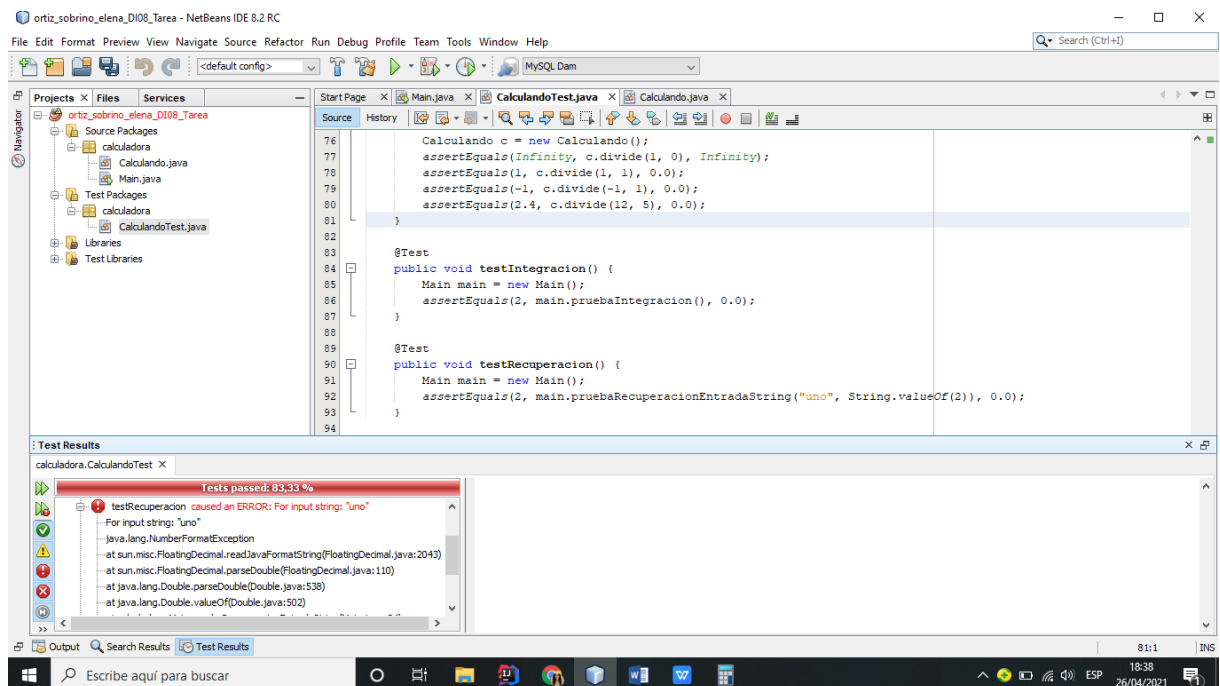 ortiz_sobrino_elena_DI08_Tarea - NetBeans IDE 8.2 RC
File Edit Format Preview View Navigate Source Refactor Run Debug Profile Team Tools Window Help
Search (Ctrl+I)
<default config>
MySQL Dam
Navigator
Projects Files Services
ortiz_sobrino_elena_DI08_Tarea
Source Packages
calculadora
Calculando.java
Main.java
Test Packages
calculadora
CalculandoTest.java
Libraries
Test Libraries
Start Page Main.java CalculandoTest.java Calculando.java
Source History
76 Calculando c = new Calculando();
77 assertEquals(Infinity, c.divide(1, 0), Infinity);
78 assertEquals(1, c.divide(1, 1), 0.0);
79 assertEquals(-1, c.divide(-1, 1), 0.0);
80 assertEquals(2.4, c.divide(12, 5), 0.0);
81 }
82
83 @Test
84 public void testIntegracion() {
85 Main main = new Main();
86 assertEquals(2, main.pruebaIntegracion(), 0.0);
87 }
88
89 @Test
90 public void testRecuperacion() {
91 Main main = new Main();
92 assertEquals(2, main.pruebaRecuperacionEntradaString("uno", String.valueOf(2)), 0.0);
93 }
94
Test Results
calculadora.CalculandoTest
Tests passed: 83,33 %
testRecuperacion caused an ERROR: For input string: "uno"
For input string: "uno"
java.lang.NumberFormatException
at sun.misc.FloatingDecimal.readJavaFormatString(FloatingDecimal.java:2043)
at sun.misc.FloatingDecimal.parseDouble(FloatingDecimal.java:110)
at java.lang.Double.parseDouble(Double.java:538)
at java.lang.Double.valueOf(Double.java:502)
Output Search Results Test Results
81:1 INS
Escribe aquí para buscar
ESP
18:38
26/04/2021